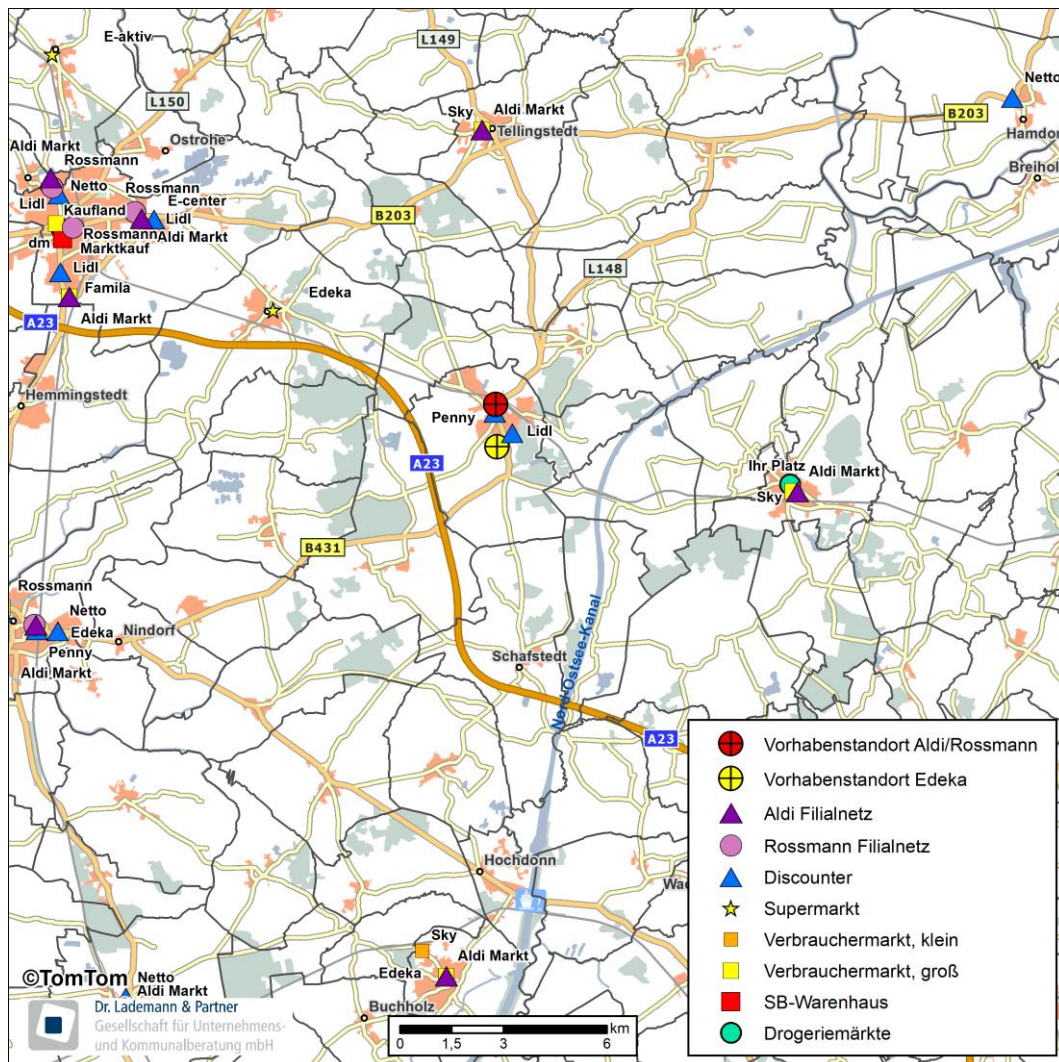 E-aktiv
L149
Netto
L150
Sky
Aldi Markt
B203
Ostrohe
Tellingstedt
Aldi Markt
Rossmann
Breihol
Netto
Rossmann
E-center
Lidl
Kaufland
Lidl
B203
Rossmann
Aldi Markt
dm
Marktkauf
Lidl
L148
Famila
Edeka
A23
Aldi Markt
Hemmingstedt
Penny
Lidl
A23
Ihr Platz
Aldi Markt
Sky
B431
Rossmann
Nord-Ostsee-Kanal
Netto
Edeka
Nindorf
Penny
Schafstedt
Aldi Markt
A23
Hochdonn
Sky
Aldi Markt
Edeka
Buchholz
Netto
Aldi Markt
©TomTom
Dr. Lademann & Partner
Gesellschaft für Unternehmens-
und Kommunalberatung mbH
km
0 1,5 3 6
Vorhabenstandort Aldi/Rossmann
Vorhabenstandort Edeka
Aldi Filialnetz
Rossmann Filialnetz
Discounter
Supermarkt
Verbrauchermarkt, klein
Verbrauchermarkt, groß
SB-Warenhaus
Drogeriemärkte